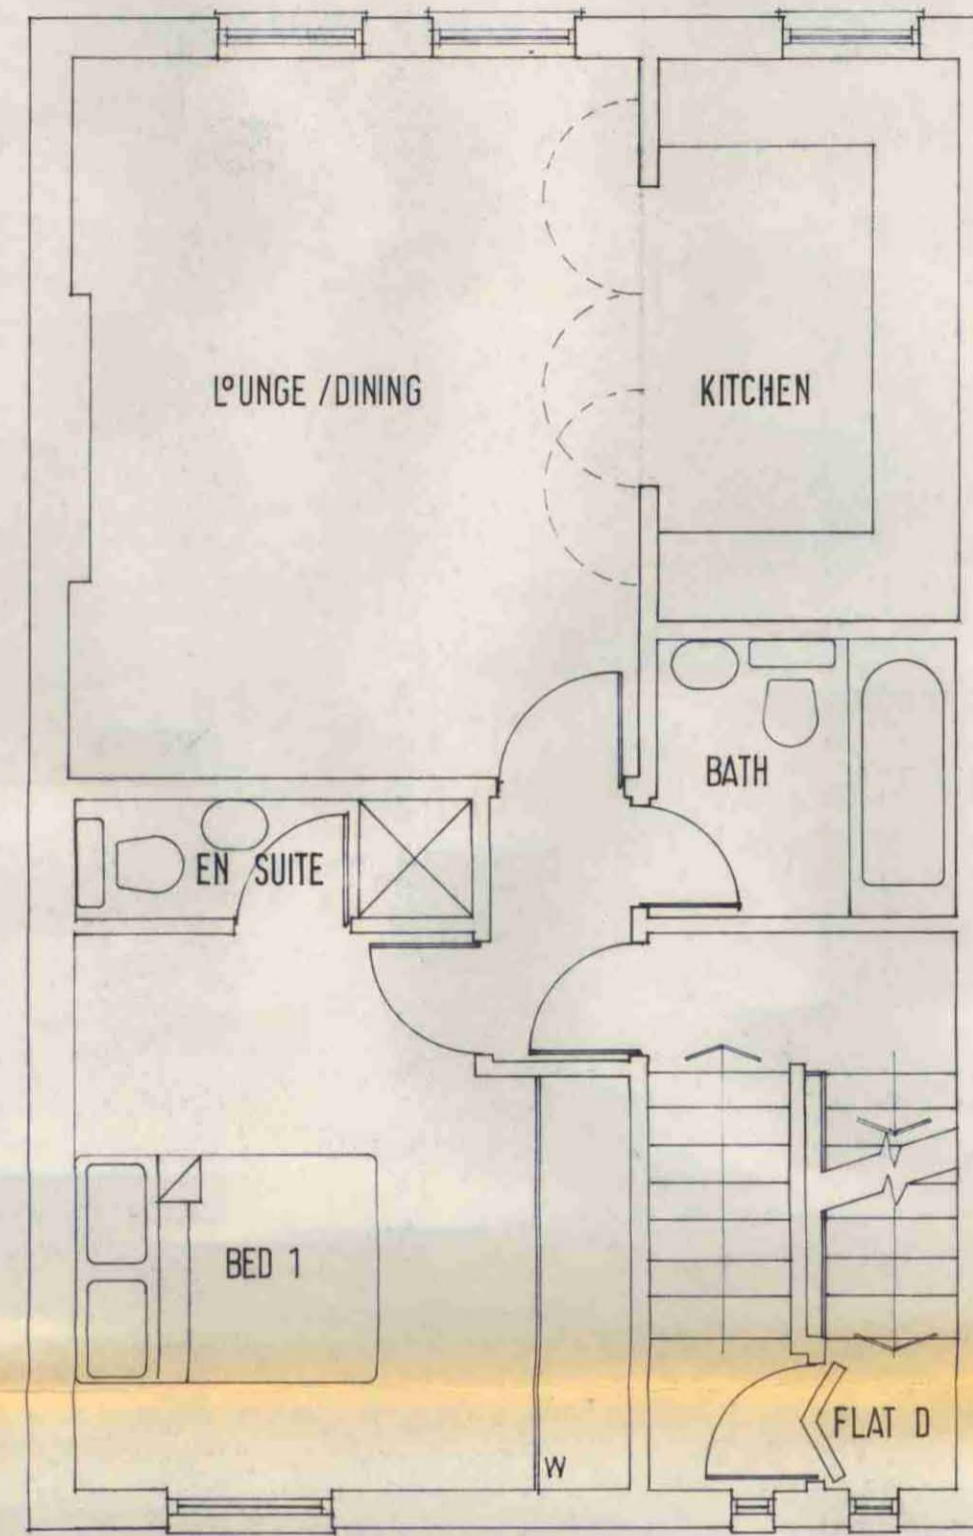 LOUNGE / DINING
KITCHEN
BATH
EN SUITE
BED 1
FLAT D
W